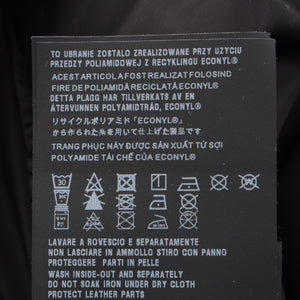 TO UBRANIE ZOSTAŁO ZREALIZOWANE PRZY UŻYCIU
PRZĘDZY POLIAMIDOWEJ Z RECYKLINGU ECONYL®
ACEST ARTICOL A FOST REALIZAT FOLOSIND
FIRE DE POLIAMIDĂ RECICLATĂ ECONYL®
DETTA PLAGG HAR TILLVERKATS AV EN
ÅTERVUNNEN POLYAMIDTRÅD, ECONYL®
リサイクルポリアミド「ECONYL®」
から作られた糸を用いて仕上げた製品です
TRANG PHỤC NÀY ĐƯỢC SẢN XUẤT TỪ SỢI
POLYAMIDE TÁI CHẾ CỦA ECONYL®
30
LAVARE A ROVESCIO E SEPARATAMENTE
NON LASCIARE IN AMMOLLO STIRO CON PANNO
PROTEGGERE PARTI IN PELLE
WASH INSIDE-OUT AND SEPARATELY
DO NOT SOAK IRON UNDER DRY CLOTH
PROTECT LEATHER PARTS